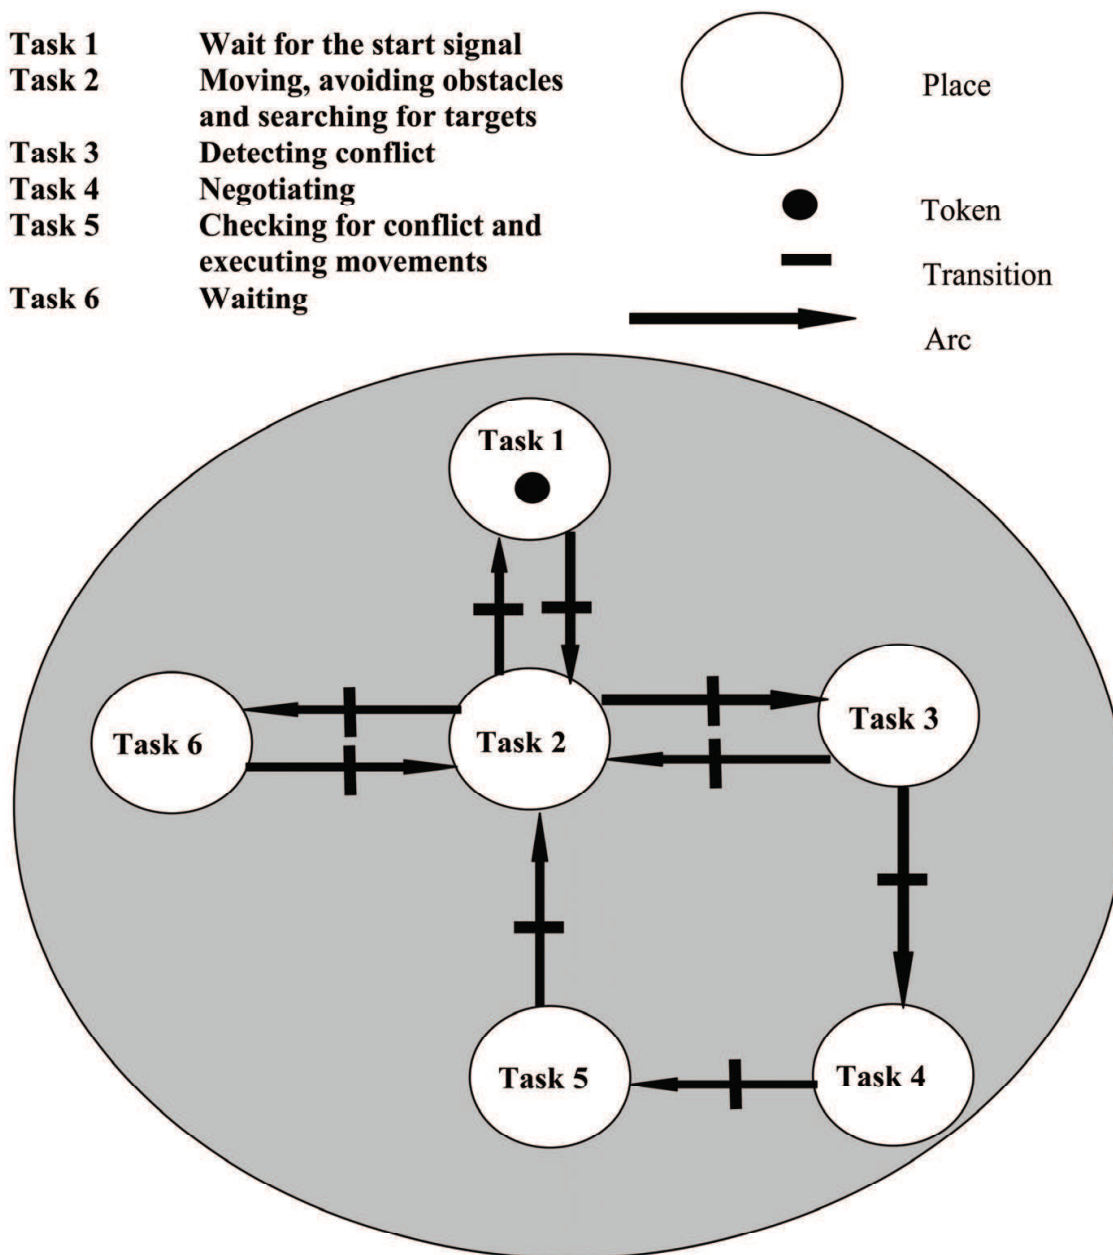 Task 1 Wait for the start signal
Task 2 Moving, avoiding obstacles
and searching for targets
Task 3 Detecting conflict
Task 4 Negotiating
Task 5 Checking for conflict and
executing movements
Task 6 Waiting
Place
Token
Transition
Arc
Task 1
Task 6
Task 2
Task 3
Task 5
Task 4